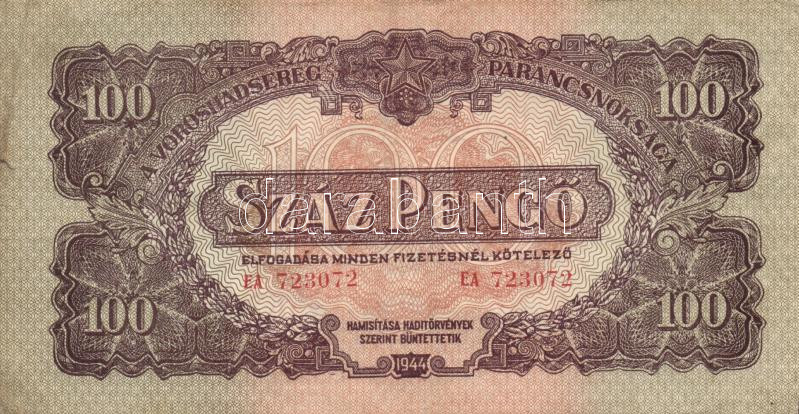 A VÖRÖSHADSEREG PARANCSNOKSÁGA
100 100
100
SZÁZ PENGŐ
ELFOGADÁSA MINDEN FIZETÉSNÉL KÖTELEZŐ
EA 723072 EA 723072
HAMISÍTÁSA HADITÖRVÉNYEK
SZERINT BÜNTETTETIK
100 100
1944